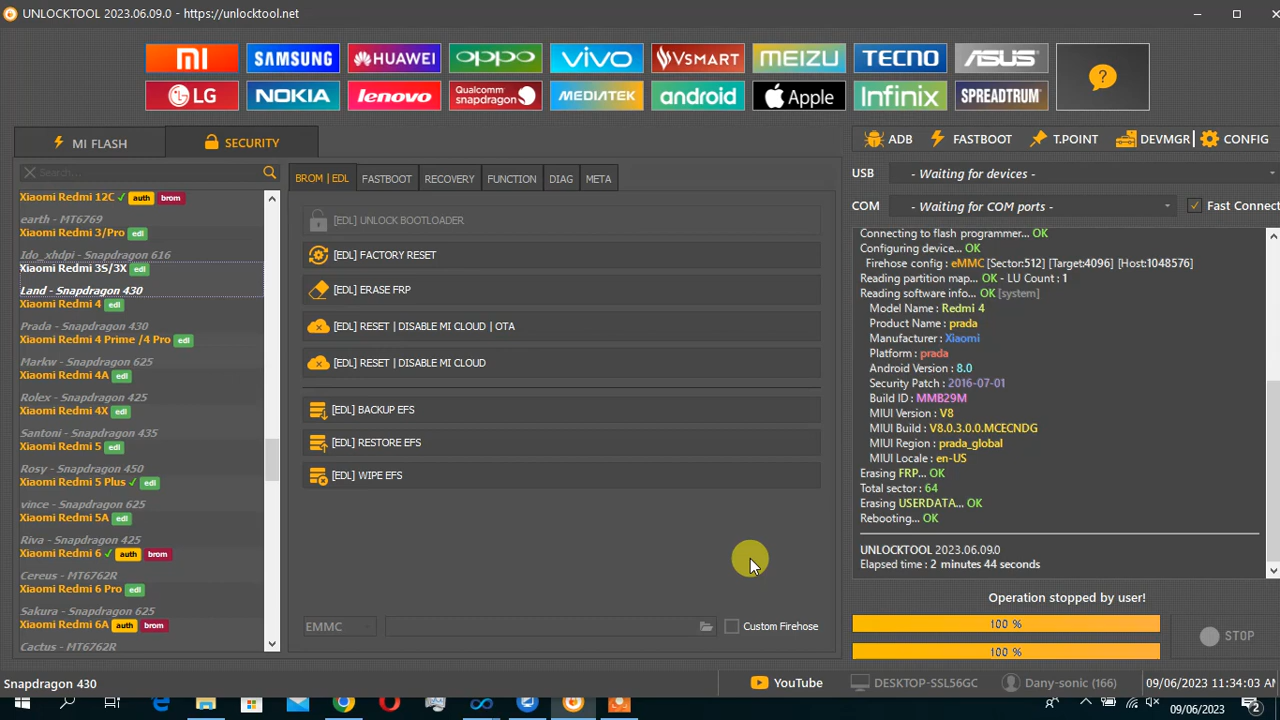 UNLOCKTOOL 2023.06.09.0 - https://unlocktool.net
MI
SAMSUNG
HUAWEI
OPPO
vivo
VSMART
MEIZU
TECNO
ASUS
?
LG
NOKIA
lenovo
Qualcomm snapdragon
MEDIATEK
android
Apple
Infinix
SPREADTRUM
MI FLASH
SECURITY
ADB
FASTBOOT
T.POINT
DEVMGR
CONFIG
Search...
BROM | EDL
FASTBOOT
RECOVERY
FUNCTION
DIAG
META
USB
- Waiting for devices -
COM
- Waiting for COM ports -
Fast Connect
Xiaomi Redmi 12C ✓ auth brom
earth - MT6769
Xiaomi Redmi 3/Pro edl
Ido_xhdpi - Snapdragon 616
Xiaomi Redmi 3S/3X edl
Land - Snapdragon 430
Xiaomi Redmi 4 edl
Prada - Snapdragon 430
Xiaomi Redmi 4 Prime /4 Pro edl
Markw - Snapdragon 625
Xiaomi Redmi 4A edl
Rolex - Snapdragon 425
Xiaomi Redmi 4X edl
Santoni - Snapdragon 435
Xiaomi Redmi 5 edl
Rosy - Snapdragon 450
Xiaomi Redmi 5 Plus ✓ edl
vince - Snapdragon 625
Xiaomi Redmi 5A edl
Riva - Snapdragon 425
Xiaomi Redmi 6 ✓ auth brom
Cereus - MT6762R
Xiaomi Redmi 6 Pro edl
Sakura - Snapdragon 625
Xiaomi Redmi 6A auth brom
Cactus - MT6762R
[EDL] UNLOCK BOOTLOADER
[EDL] FACTORY RESET
[EDL] ERASE FRP
[EDL] RESET | DISABLE MI CLOUD | OTA
[EDL] RESET | DISABLE MI CLOUD
[EDL] BACKUP EFS
[EDL] RESTORE EFS
[EDL] WIPE EFS
EMMC
Custom Firehose
Connecting to flash programmer... OK
Configuring device... OK
Firehose config : eMMC [Sector:512] [Target:4096] [Host:1048576]
Reading partition map... OK - LU Count : 1
Reading software info... OK [system]
Model Name : Redmi 4
Product Name : prada
Manufacturer : Xiaomi
Platform : prada
Android Version : 8.0
Security Patch : 2016-07-01
Build ID : MMB29M
MIUI Version : V8
MIUI Build : V8.0.3.0.0.MCECNDG
MIUI Region : prada_global
MIUI Locale : en-US
Erasing FRP... OK
Total sector : 64
Erasing USERDATA... OK
Rebooting... OK
UNLOCKTOOL 2023.06.09.0
Elapsed time : 2 minutes 44 seconds
Operation stopped by user!
100 %
100 %
STOP
Snapdragon 430
YouTube
DESKTOP-SSL56GC
Dany-sonic (166)
09/06/2023 11:34:03 AM
09/06/2023
2